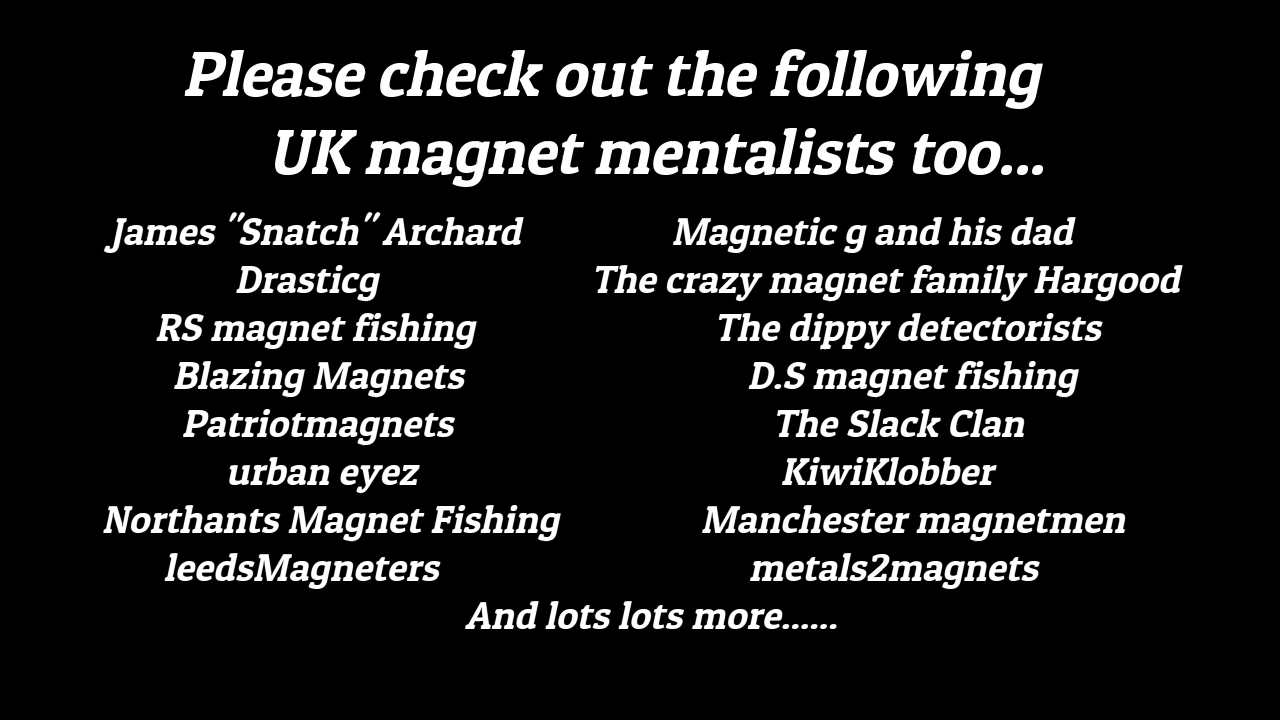 Please check out the following
UK magnet mentalists too...
James "Snatch" Archard
Drasticg
RS magnet fishing
Blazing Magnets
Patriotmagnets
urban eyez
Northants Magnet Fishing
leedsMagneters
Magnetic g and his dad
The crazy magnet family Hargood
The dippy detectorists
D.S magnet fishing
The Slack Clan
KiwiKlobber
Manchester magnetmen
metals2magnets
And lots lots more......